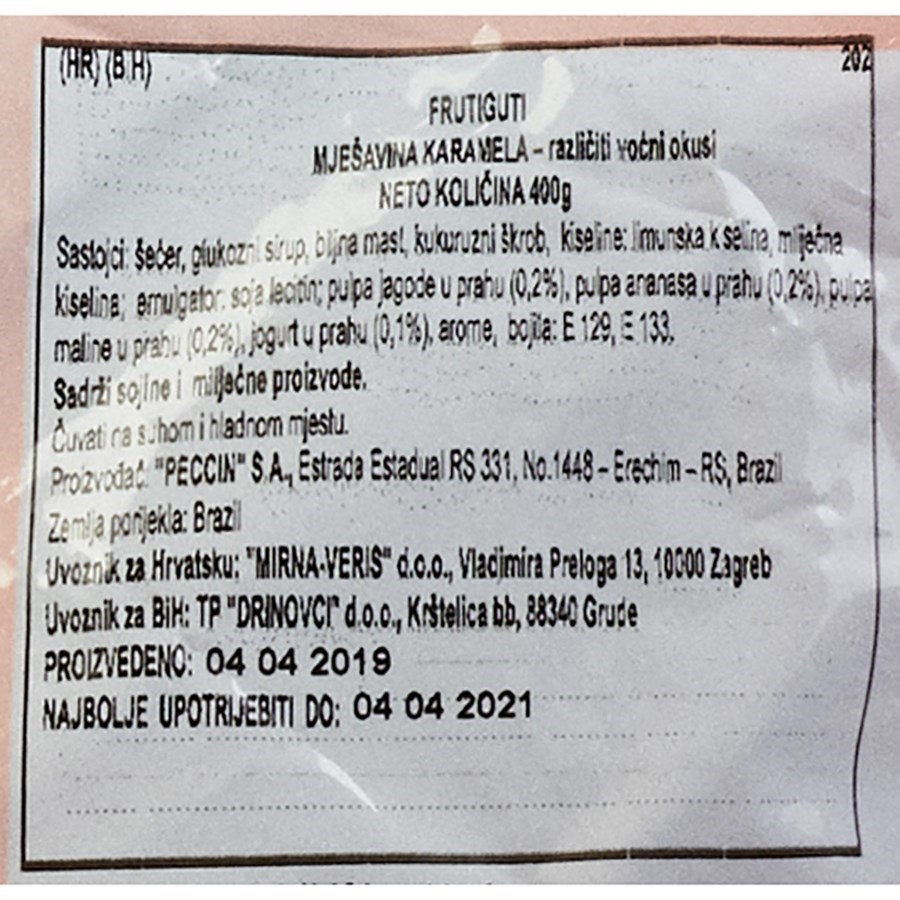 (HR) (BIH) 202
FRUTIGUTI
MJEŠAVINA KARAMELA – različiti voćni okusi
NETO KOLIČINA 400g
Sastojci: šećer, glukozni sirup, biljna mast, kukuruzni škrob, kiseline: limunska kiselina, mliječna
kiselina; emulgator: soja lecitin; pulpa jagode u prahu (0,2%), pulpa ananasa u prahu (0,2%), pulpa
maline u prahu (0,2%), jogurt u prahu (0,1%), arome, bojila: E 129, E 133.
Sadrži sojine i mliječne proizvode.
Čuvati na suhom i hladnom mjestu.
Proizvođač: "PECCIN" S.A., Estrada Estadual RS 331, No.1448 – Erechim – RS, Brazil
Zemlja porijekla: Brazil
Uvoznik za Hrvatsku: "MIRNA-VERIS" d.o.o., Vladimira Preloga 13, 10000 Zagreb
Uvoznik za BiH: TP "DRINOVCI" d.o.o., Krštelica bb, 88340 Grude
PROIZVEDENO: 04 04 2019
NAJBOLJE UPOTRIJEBITI DO: 04 04 2021